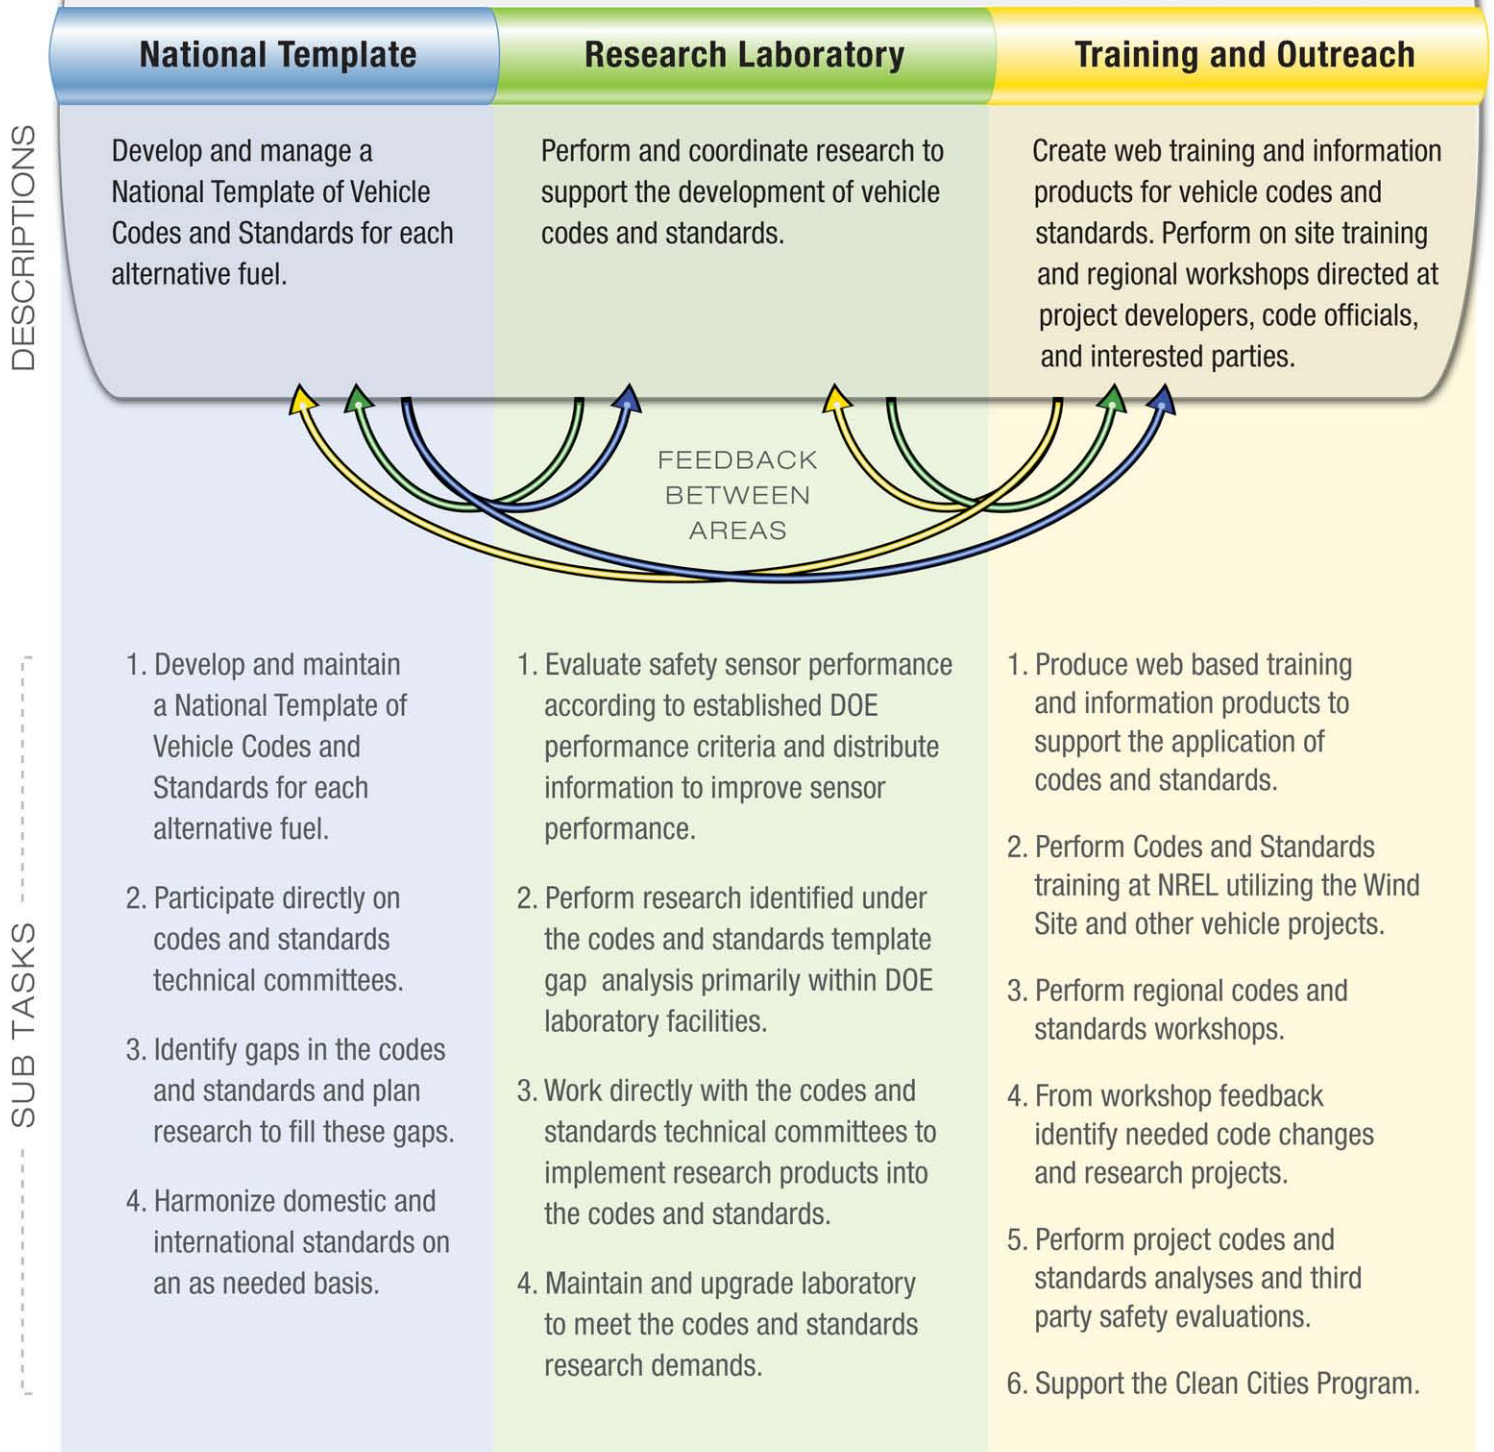 National Template
Research Laboratory
Training and Outreach
DESCRIPTIONS
Develop and manage a
National Template of Vehicle
Codes and Standards for each
alternative fuel.
Perform and coordinate research to
support the development of vehicle
codes and standards.
Create web training and information
products for vehicle codes and
standards. Perform on site training
and regional workshops directed at
project developers, code officials,
and interested parties.
FEEDBACK
BETWEEN
AREAS
SUB TASKS
1. Develop and maintain
a National Template of
Vehicle Codes and
Standards for each
alternative fuel.
2. Participate directly on
codes and standards
technical committees.
3. Identify gaps in the codes
and standards and plan
research to fill these gaps.
4. Harmonize domestic and
international standards on
an as needed basis.
1. Evaluate safety sensor performance
according to established DOE
performance criteria and distribute
information to improve sensor
performance.
2. Perform research identified under
the codes and standards template
gap analysis primarily within DOE
laboratory facilities.
3. Work directly with the codes and
standards technical committees to
implement research products into
the codes and standards.
4. Maintain and upgrade laboratory
to meet the codes and standards
research demands.
1. Produce web based training
and information products to
support the application of
codes and standards.
2. Perform Codes and Standards
training at NREL utilizing the Wind
Site and other vehicle projects.
3. Perform regional codes and
standards workshops.
4. From workshop feedback
identify needed code changes
and research projects.
5. Perform project codes and
standards analyses and third
party safety evaluations.
6. Support the Clean Cities Program.